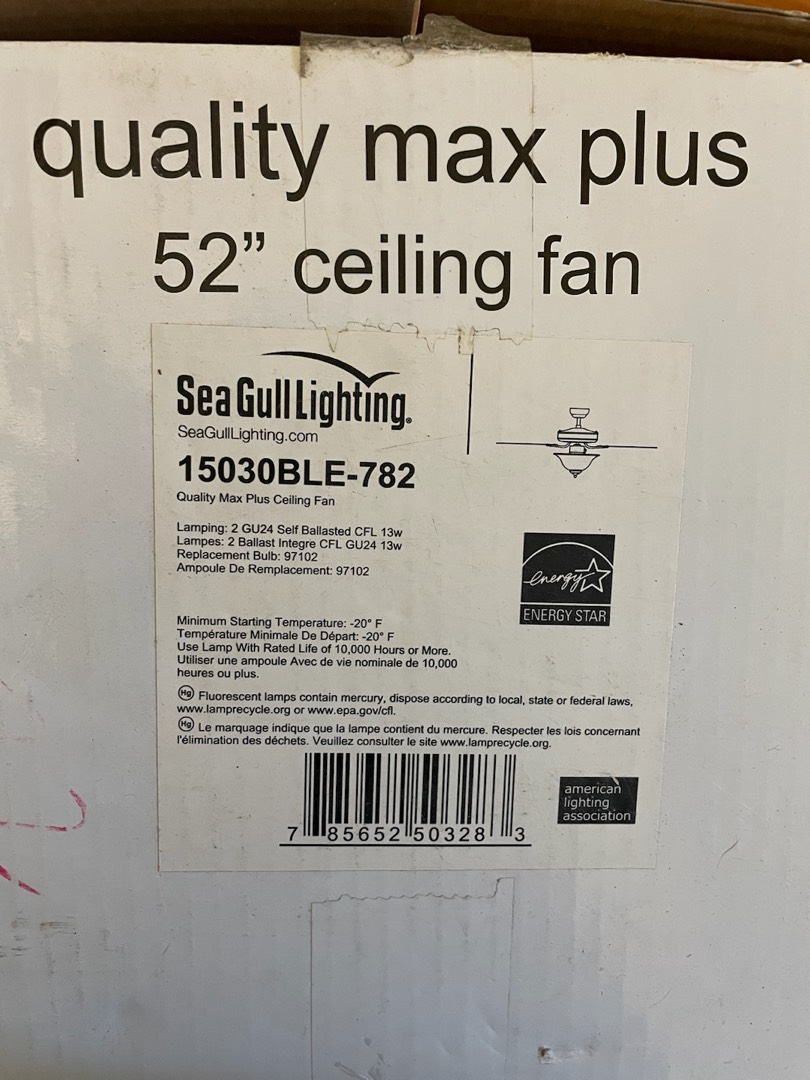 quality max plus
52” ceiling fan
Sea Gull Lighting®
SeaGullLighting.com
15030BLE-782
Quality Max Plus Ceiling Fan
Lamping: 2 GU24 Self Ballasted CFL 13w
Lampes: 2 Ballast Integre CFL GU24 13w
Replacement Bulb: 97102
Ampoule De Remplacement: 97102
energy
ENERGY STAR
Minimum Starting Temperature: -20° F
Température Minimale De Départ: -20° F
Use Lamp With Rated Life of 10,000 Hours or More.
Utiliser une ampoule Avec de vie nominale de 10,000
heures ou plus.
Hg Fluorescent lamps contain mercury, dispose according to local, state or federal laws,
www.lamprecycle.org or www.epa.gov/cfl.
Hg Le marquage indique que la lampe contient du mercure. Respecter les lois concernant
l'élimination des déchets. Veuillez consulter le site www.lamprecycle.org.
7 85652 50328 3
american
lighting
association